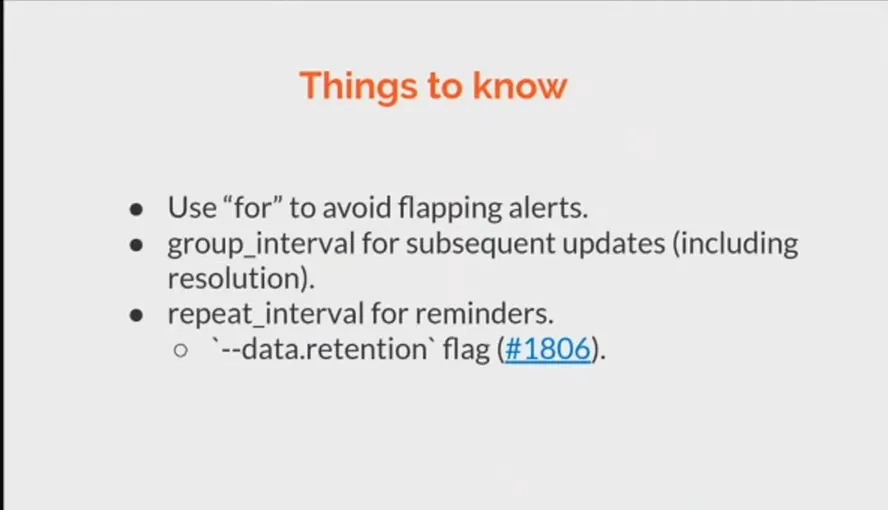 Things to know
● Use “for” to avoid flapping alerts.
● group_interval for subsequent updates (including
resolution).
● repeat_interval for reminders.
○ `--data.retention` flag (#1806).